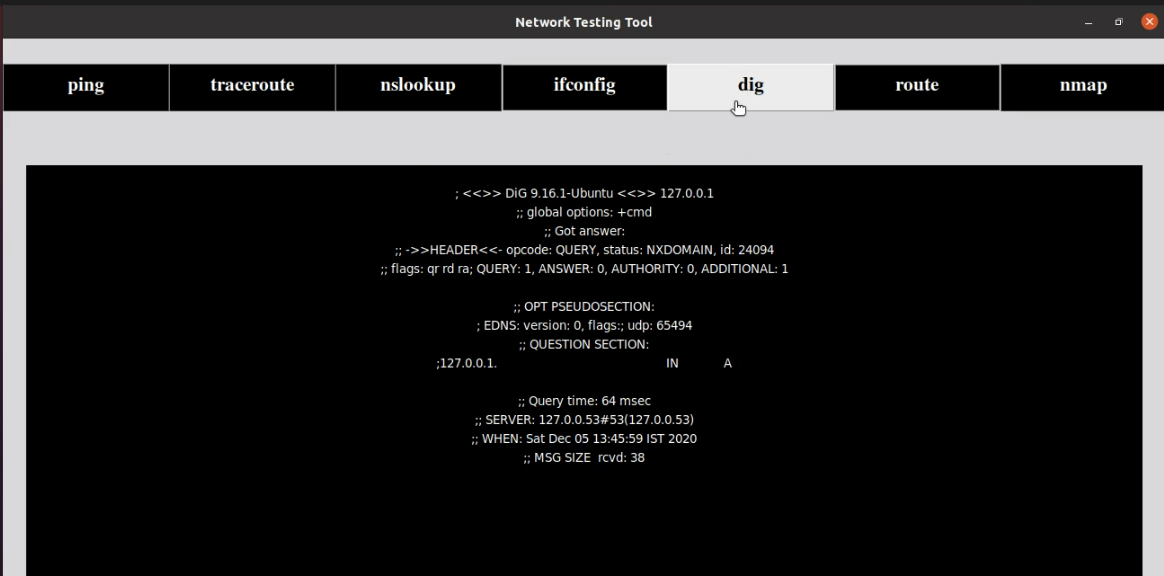 Network Testing Tool
ping traceroute nslookup ifconfig dig route nmap
; <<>> DiG 9.16.1-Ubuntu <<>> 127.0.0.1
;; global options: +cmd
;; Got answer:
;; ->>HEADER<<- opcode: QUERY, status: NXDOMAIN, id: 24094
;; flags: qr rd ra; QUERY: 1, ANSWER: 0, AUTHORITY: 0, ADDITIONAL: 1
;; OPT PSEUDOSECTION:
; EDNS: version: 0, flags:; udp: 65494
;; QUESTION SECTION:
;127.0.0.1. IN A
;; Query time: 64 msec
;; SERVER: 127.0.0.53#53(127.0.0.53)
;; WHEN: Sat Dec 05 13:45:59 IST 2020
;; MSG SIZE  rcvd: 38